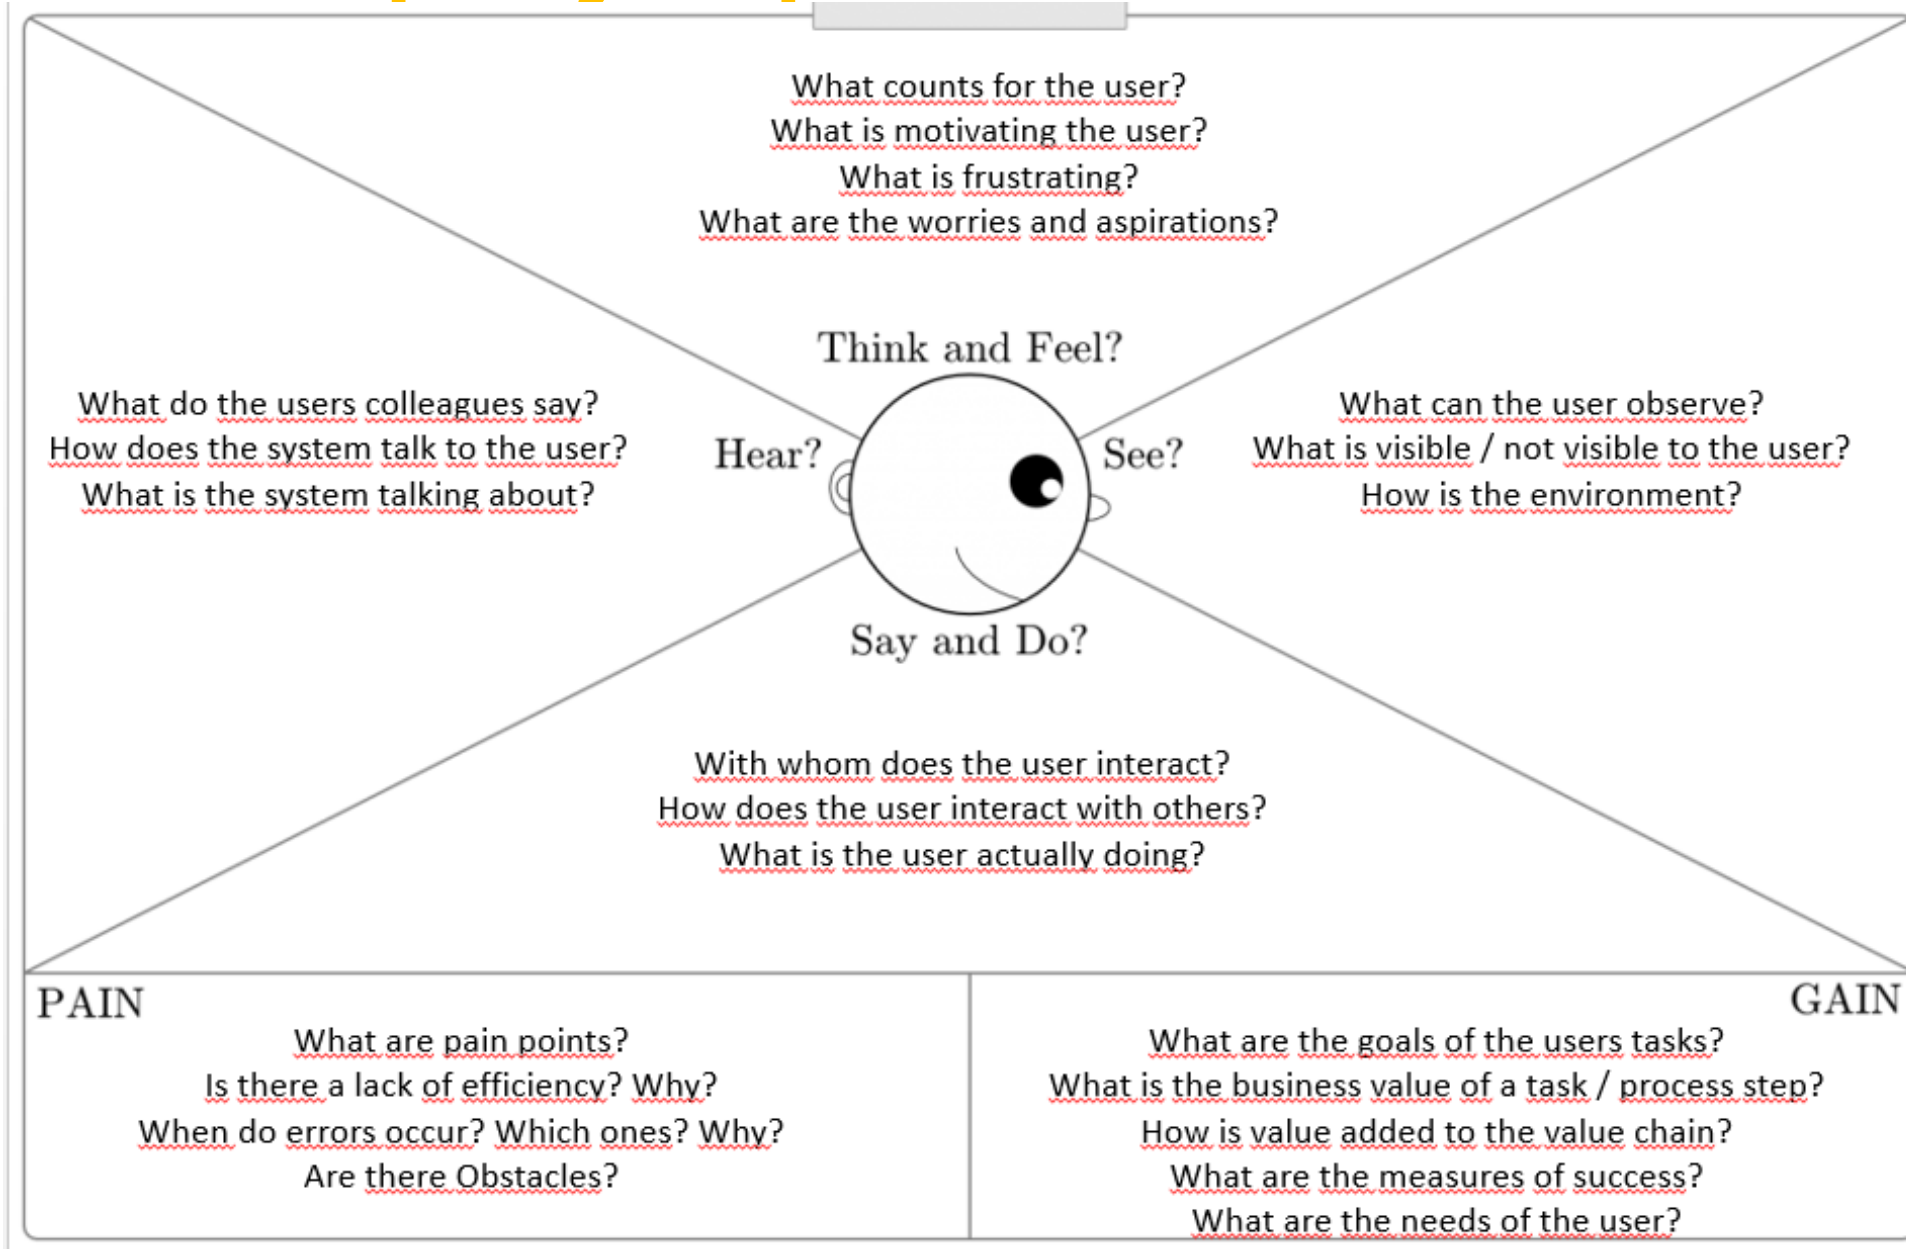 What counts for the user?
What is motivating the user?
What is frustrating?
What are the worries and aspirations?
Think and Feel?
What do the users colleagues say?
How does the system talk to the user?
What is the system talking about?
Hear?
See?
What can the user observe?
What is visible / not visible to the user?
How is the environment?
Say and Do?
With whom does the user interact?
How does the user interact with others?
What is the user actually doing?
PAIN
What are pain points?
Is there a lack of efficiency? Why?
When do errors occur? Which ones? Why?
Are there Obstacles?
GAIN
What are the goals of the users tasks?
What is the business value of a task / process step?
How is value added to the value chain?
What are the measures of success?
What are the needs of the user?